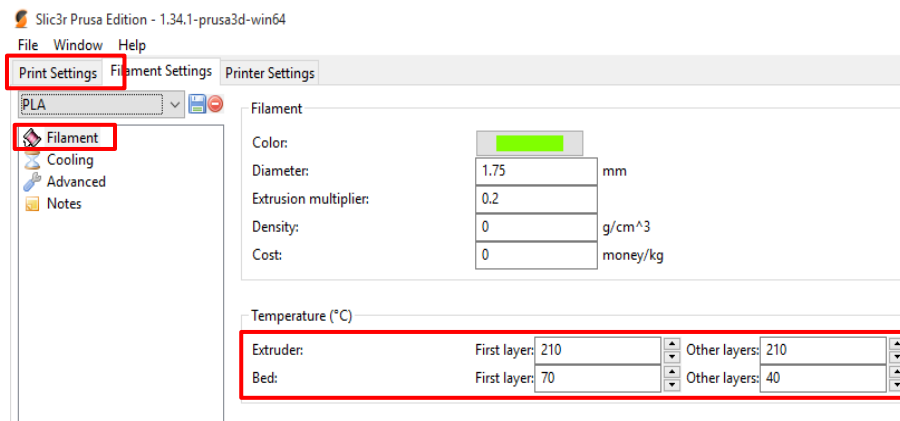 Slic3r Prusa Edition - 1.34.1-prusa3d-win64
File Window Help
Print Settings Filament Settings Printer Settings
PLA
Filament
Cooling
Advanced
Notes
Filament
Color:
Diameter: 1.75 mm
Extrusion multiplier: 0.2
Density: 0 g/cm^3
Cost: 0 money/kg
Temperature (°C)
Extruder: First layer: 210 Other layers: 210
Bed: First layer: 70 Other layers: 40